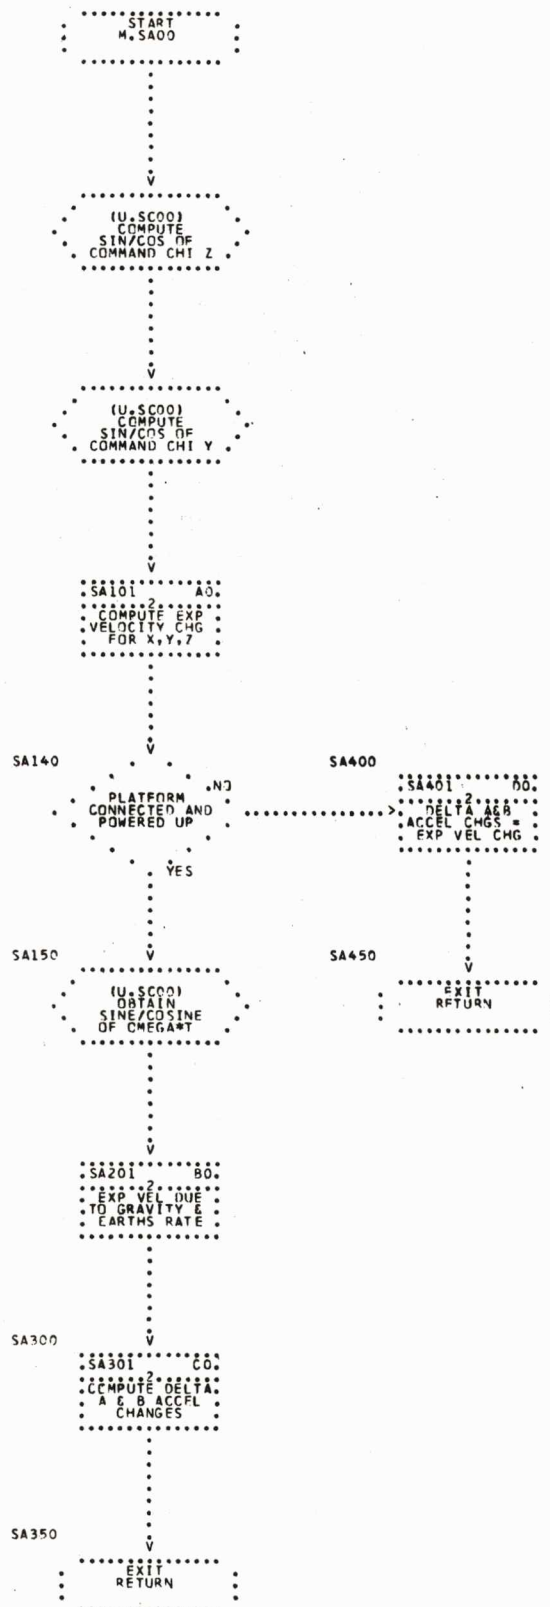 START
M.SA00
(U.SC00)
COMPUTE
SIN/COS OF
COMMAND CHI Z
(U.SC00)
COMPUTE
SIN/COS OF
COMMAND CHI Y
SA101 A0.
2
COMPUTE EXP
VELOCITY CHG
FOR X,Y,Z
SA140
PLATFORM
CONNECTED AND
POWERED UP
NO
YES
SA400
SA401 D0.
2
DELTA A&B
ACCEL CHGS =
EXP VEL CHG
SA150
(U.SC00)
OBTAIN
SINE/COSINE
OF OMEGA*T
SA450
EXIT
RETURN
SA201 B0.
2
EXP VEL DUE
TO GRAVITY &
EARTHS RATE
SA300
SA301 C0.
2
COMPUTE DELTA
A & B ACCEL
CHANGES
SA350
EXIT
RETURN